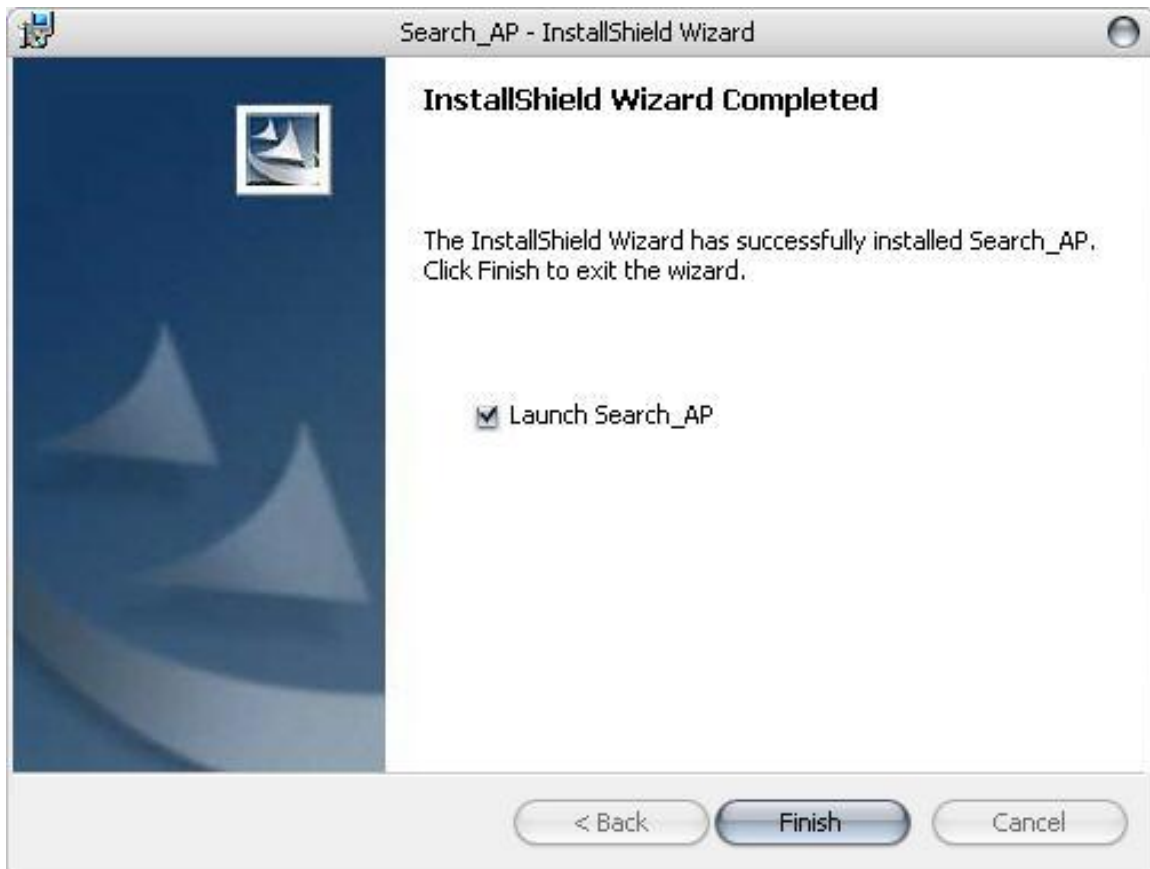 Search_AP - InstallShield Wizard
InstallShield Wizard Completed
The InstallShield Wizard has successfully installed Search_AP.
Click Finish to exit the wizard.
Launch Search_AP
< Back
Finish
Cancel